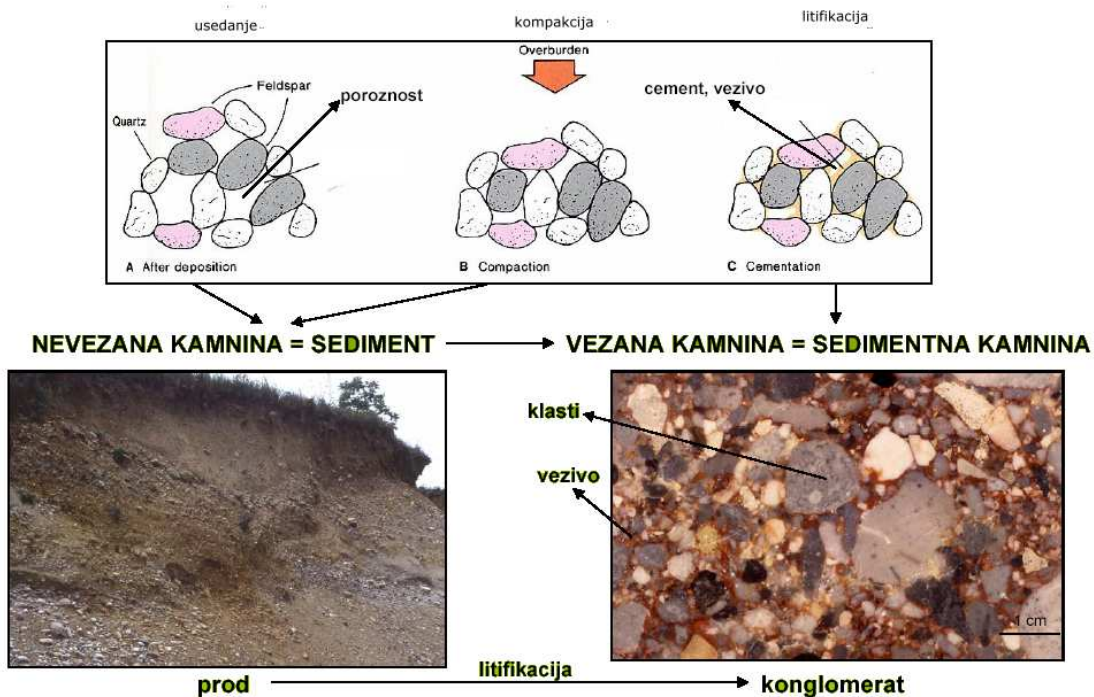 usedanje
kompakcija
litifikacija
Overburden
Feldspar
poroznost
cement, vezivo
Quartz
A After deposition
B Compaction
C Cementation
NEVEZANA KAMNINA = SEDIMENT
VEZANA KAMNINA = SEDIMENTNA KAMNINA
klasti
vezivo
1 cm
prod
litifikacija
konglomerat